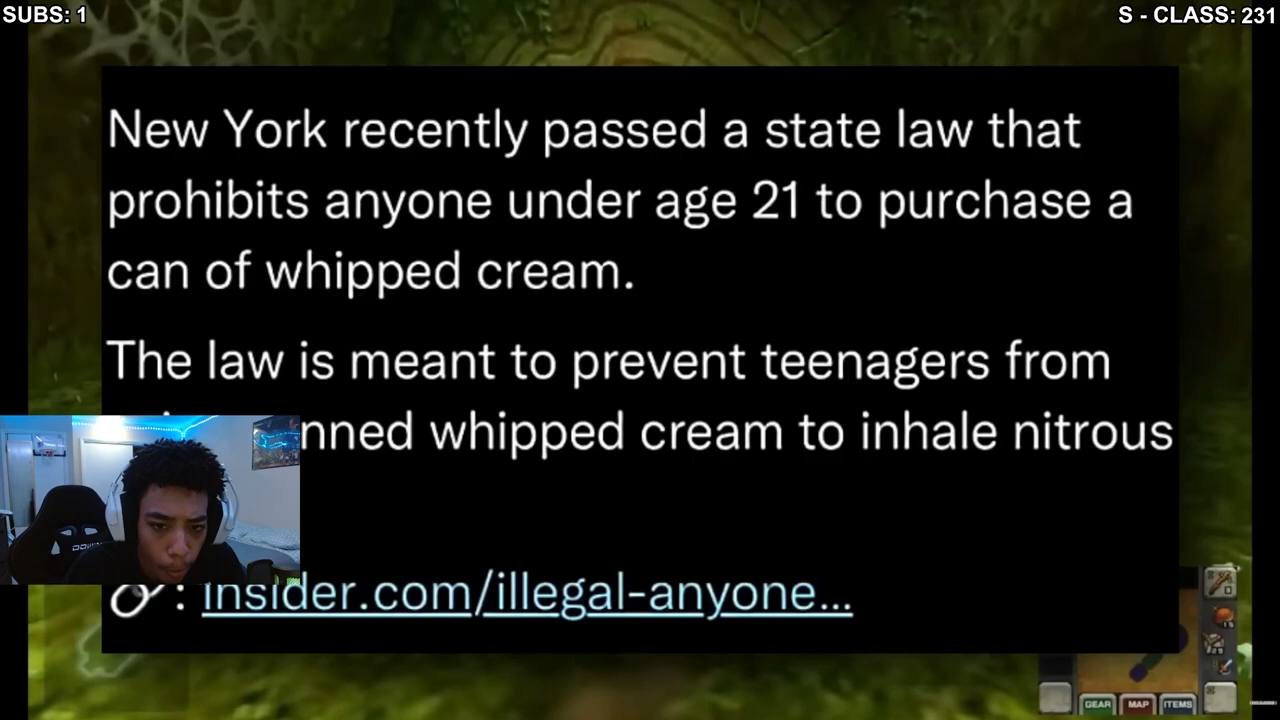 SUBS: 1
S - CLASS: 231
New York recently passed a state law that
prohibits anyone under age 21 to purchase a
can of whipped cream.
The law is meant to prevent teenagers from
nned whipped cream to inhale nitrous
: insider.com/illegal-anyone...
GEAR MAP ITEMS